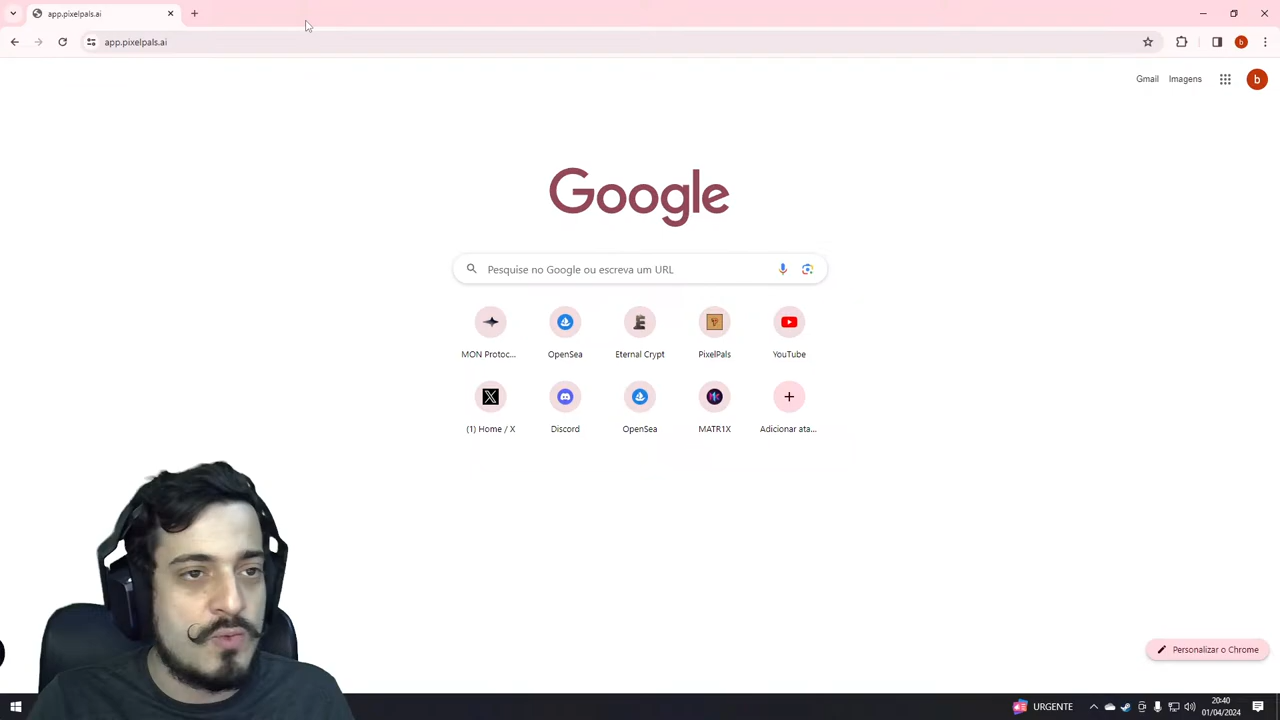 app.pixelpals.ai
app.pixelpals.ai
b
Gmail
Imagens
b
Google
Pesquise no Google ou escreva um URL
MON Protoc...
OpenSea
Eternal Crypt
PixelPals
YouTube
(1) Home / X
Discord
OpenSea
MATR1X
Adicionar ata...
Personalizar o Chrome
URGENTE
20:40
01/04/2024